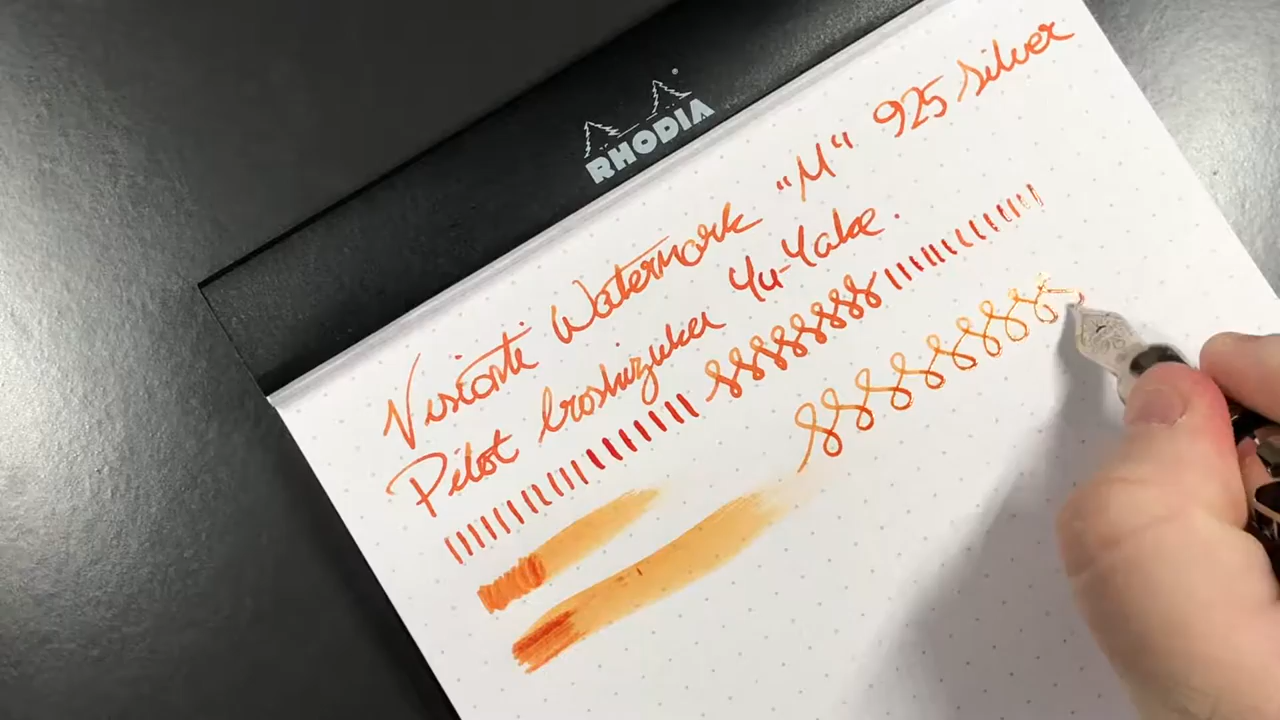 RHODIA
Visconti Watermark "M" 925 Silver
Pilot Iroshizuku Yu-Yake.